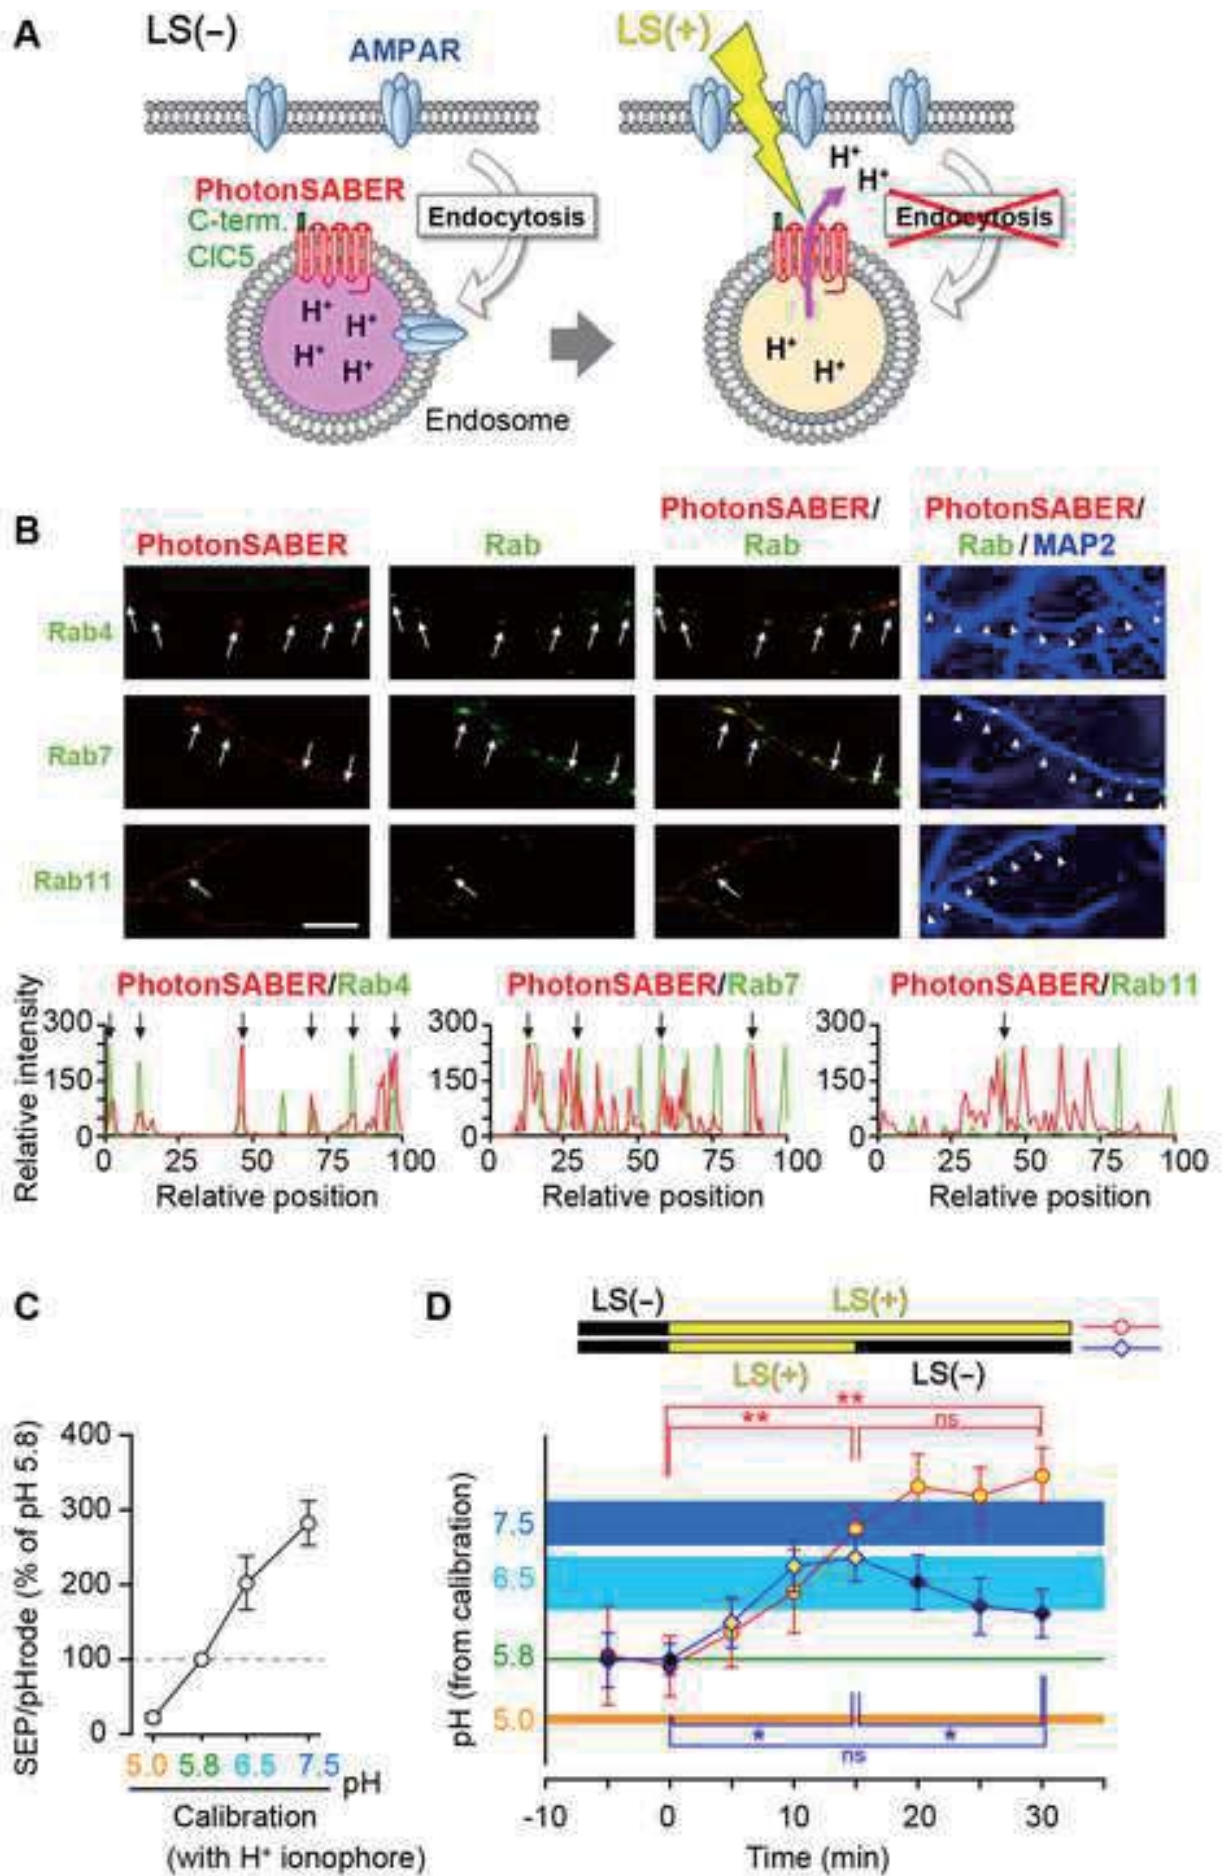 A
LS(–)
LS(+)
AMPAR
H⁺
H⁺
PhotonSABER
C-term.
ClC5
Endocytosis
Endocytosis
H⁺
H⁺
H⁺
H⁺
H⁺
H⁺
Endosome
B
PhotonSABER
Rab
PhotonSABER/
Rab
PhotonSABER/
Rab/MAP2
Rab4
Rab7
Rab11
PhotonSABER/Rab4
PhotonSABER/Rab7
PhotonSABER/Rab11
Relative intensity
300
150
0
300
150
0
300
150
0
0 25 50 75 100
0 25 50 75 100
0 25 50 75 100
Relative position
Relative position
Relative position
C
SEP/pHrode (% of pH 5.8)
400
300
200
100
0
5.0 5.8 6.5 7.5 pH
Calibration
(with H⁺ ionophore)
D
LS(–)
LS(+)
LS(+)
LS(–)
**
**
ns
pH (from calibration)
7.5
6.5
5.8
5.0
*
*
ns
-10 0 10 20 30
Time (min)